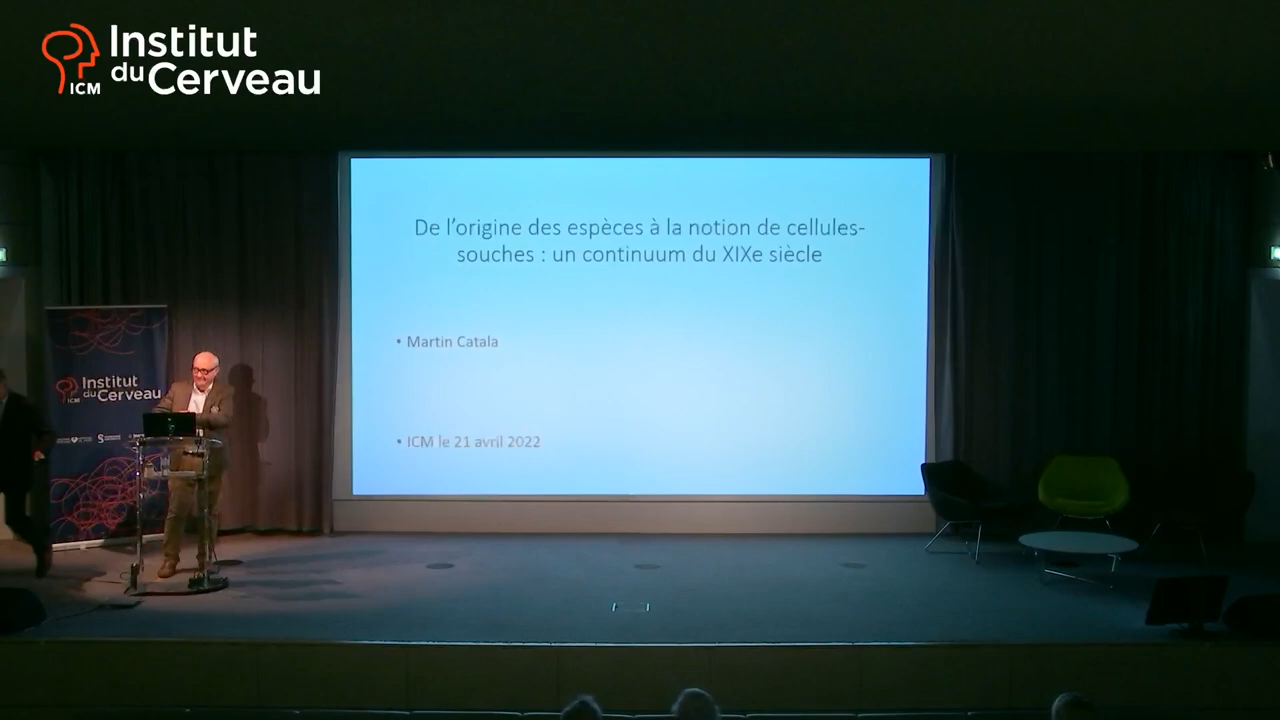 Institut
du Cerveau
ICM
De l’origine des espèces à la notion de cellules-
souches : un continuum du XIXe siècle
• Martin Catala
• ICM le 21 avril 2022
Institut
du Cerveau
ICM